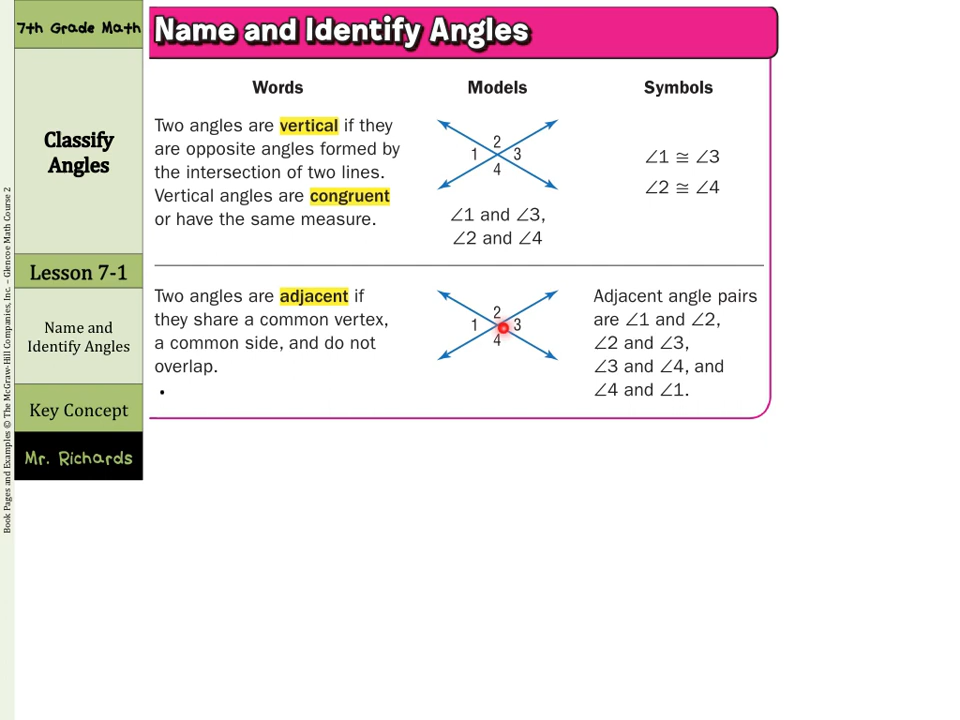 7th Grade Math
Name and Identify Angles
Classify
Angles
Lesson 7-1
Name and
Identify Angles
Key Concept
Mr. Richards
Book Pages and Examples © The McGraw-Hill Companies, Inc. – Glencoe Math Course 2
Words
Models
Symbols
Two angles are vertical if they
are opposite angles formed by
the intersection of two lines.
Vertical angles are congruent
or have the same measure.
2
1 3
4
∠1 and ∠3,
∠2 and ∠4
∠1 ≅ ∠3
∠2 ≅ ∠4
Two angles are adjacent if
they share a common vertex,
a common side, and do not
overlap.
•
2
1 3
4
Adjacent angle pairs
are ∠1 and ∠2,
∠2 and ∠3,
∠3 and ∠4, and
∠4 and ∠1.